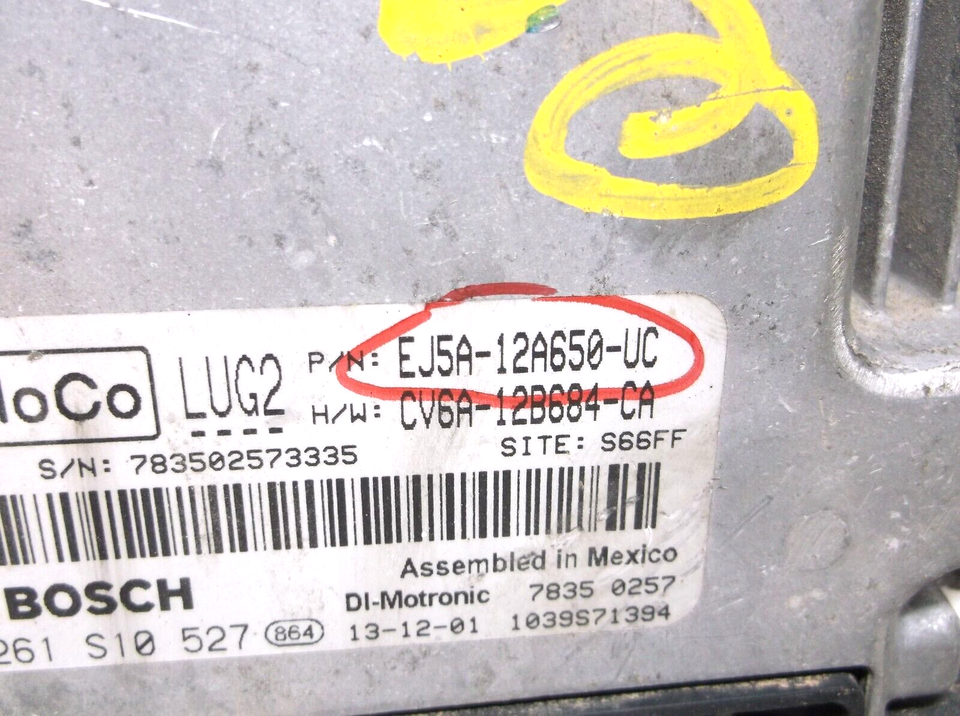 LUG2
P/N: EJ5A-12A650-UC
H/W: CV6A-12B684-CA
SITE: S66FF
S/N: 783502573335
Assembled in Mexico
BOSCH
DI-Motronic 7835 0257
261 S10 527 864 13-12-01 1039S71394